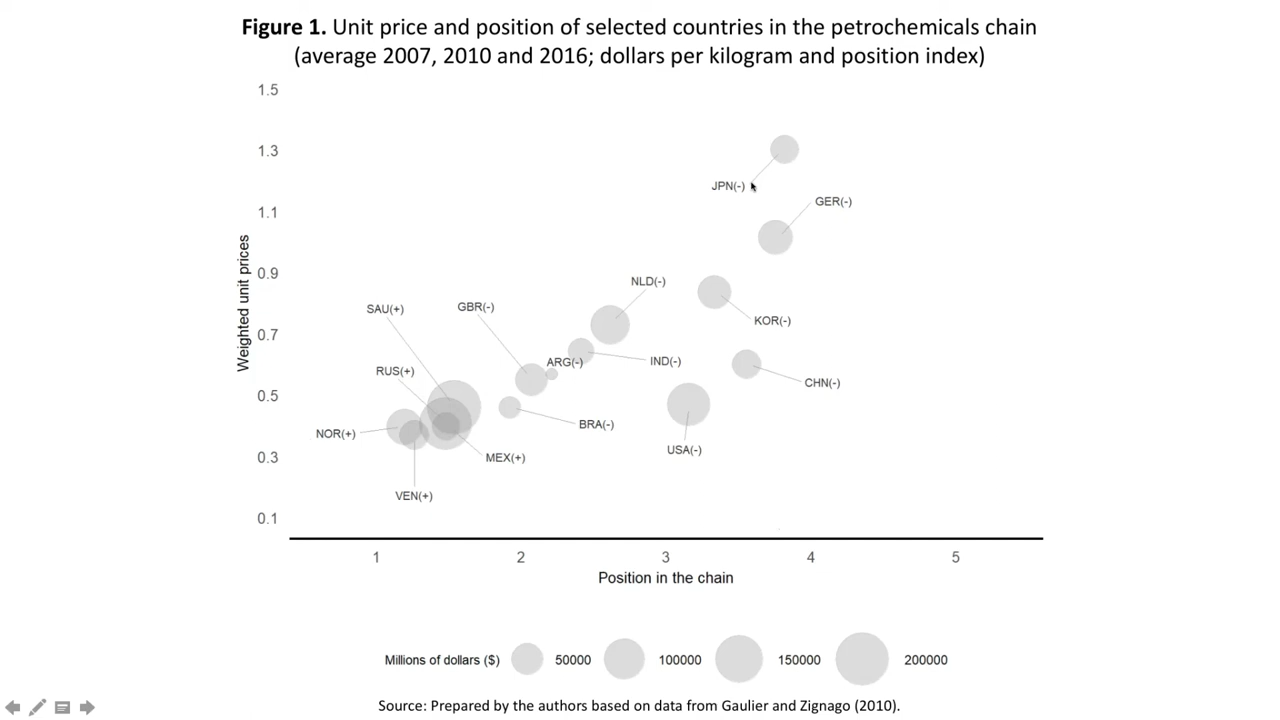 Figure 1. Unit price and position of selected countries in the petrochemicals chain
(average 2007, 2010 and 2016; dollars per kilogram and position index)
1.5
1.3
JPN(-)
GER(-)
1.1
Weighted unit prices
0.9
NLD(-)
SAU(+)
GBR(-)
KOR(-)
0.7
ARG(-)
IND(-)
RUS(+)
CHN(-)
0.5
BRA(-)
NOR(+)
USA(-)
0.3
MEX(+)
VEN(+)
0.1
1 2 3 4 5
Position in the chain
Millions of dollars ($) 50000 100000 150000 200000
Source: Prepared by the authors based on data from Gaulier and Zignago (2010).